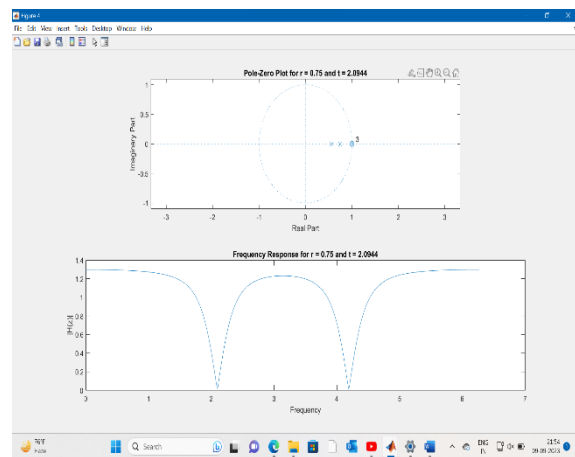 Figure 4
File Edit View Insert Tools Desktop Window Help
Pole-Zero Plot for r = 0.75 and t = 2.0944
1
0.5
0
-0.5
-1
Imaginary Part
3
-3 -2 -1 0 1 2 3
Real Part
Frequency Response for r = 0.75 and t = 2.0944
1.4
1.2
1
0.8
0.6
0.4
0.2
0
|H(z)|
0 1 2 3 4 5 6 7
Frequency
76°F
Haze
Search
ENG
IN
21:54
09-09-2023